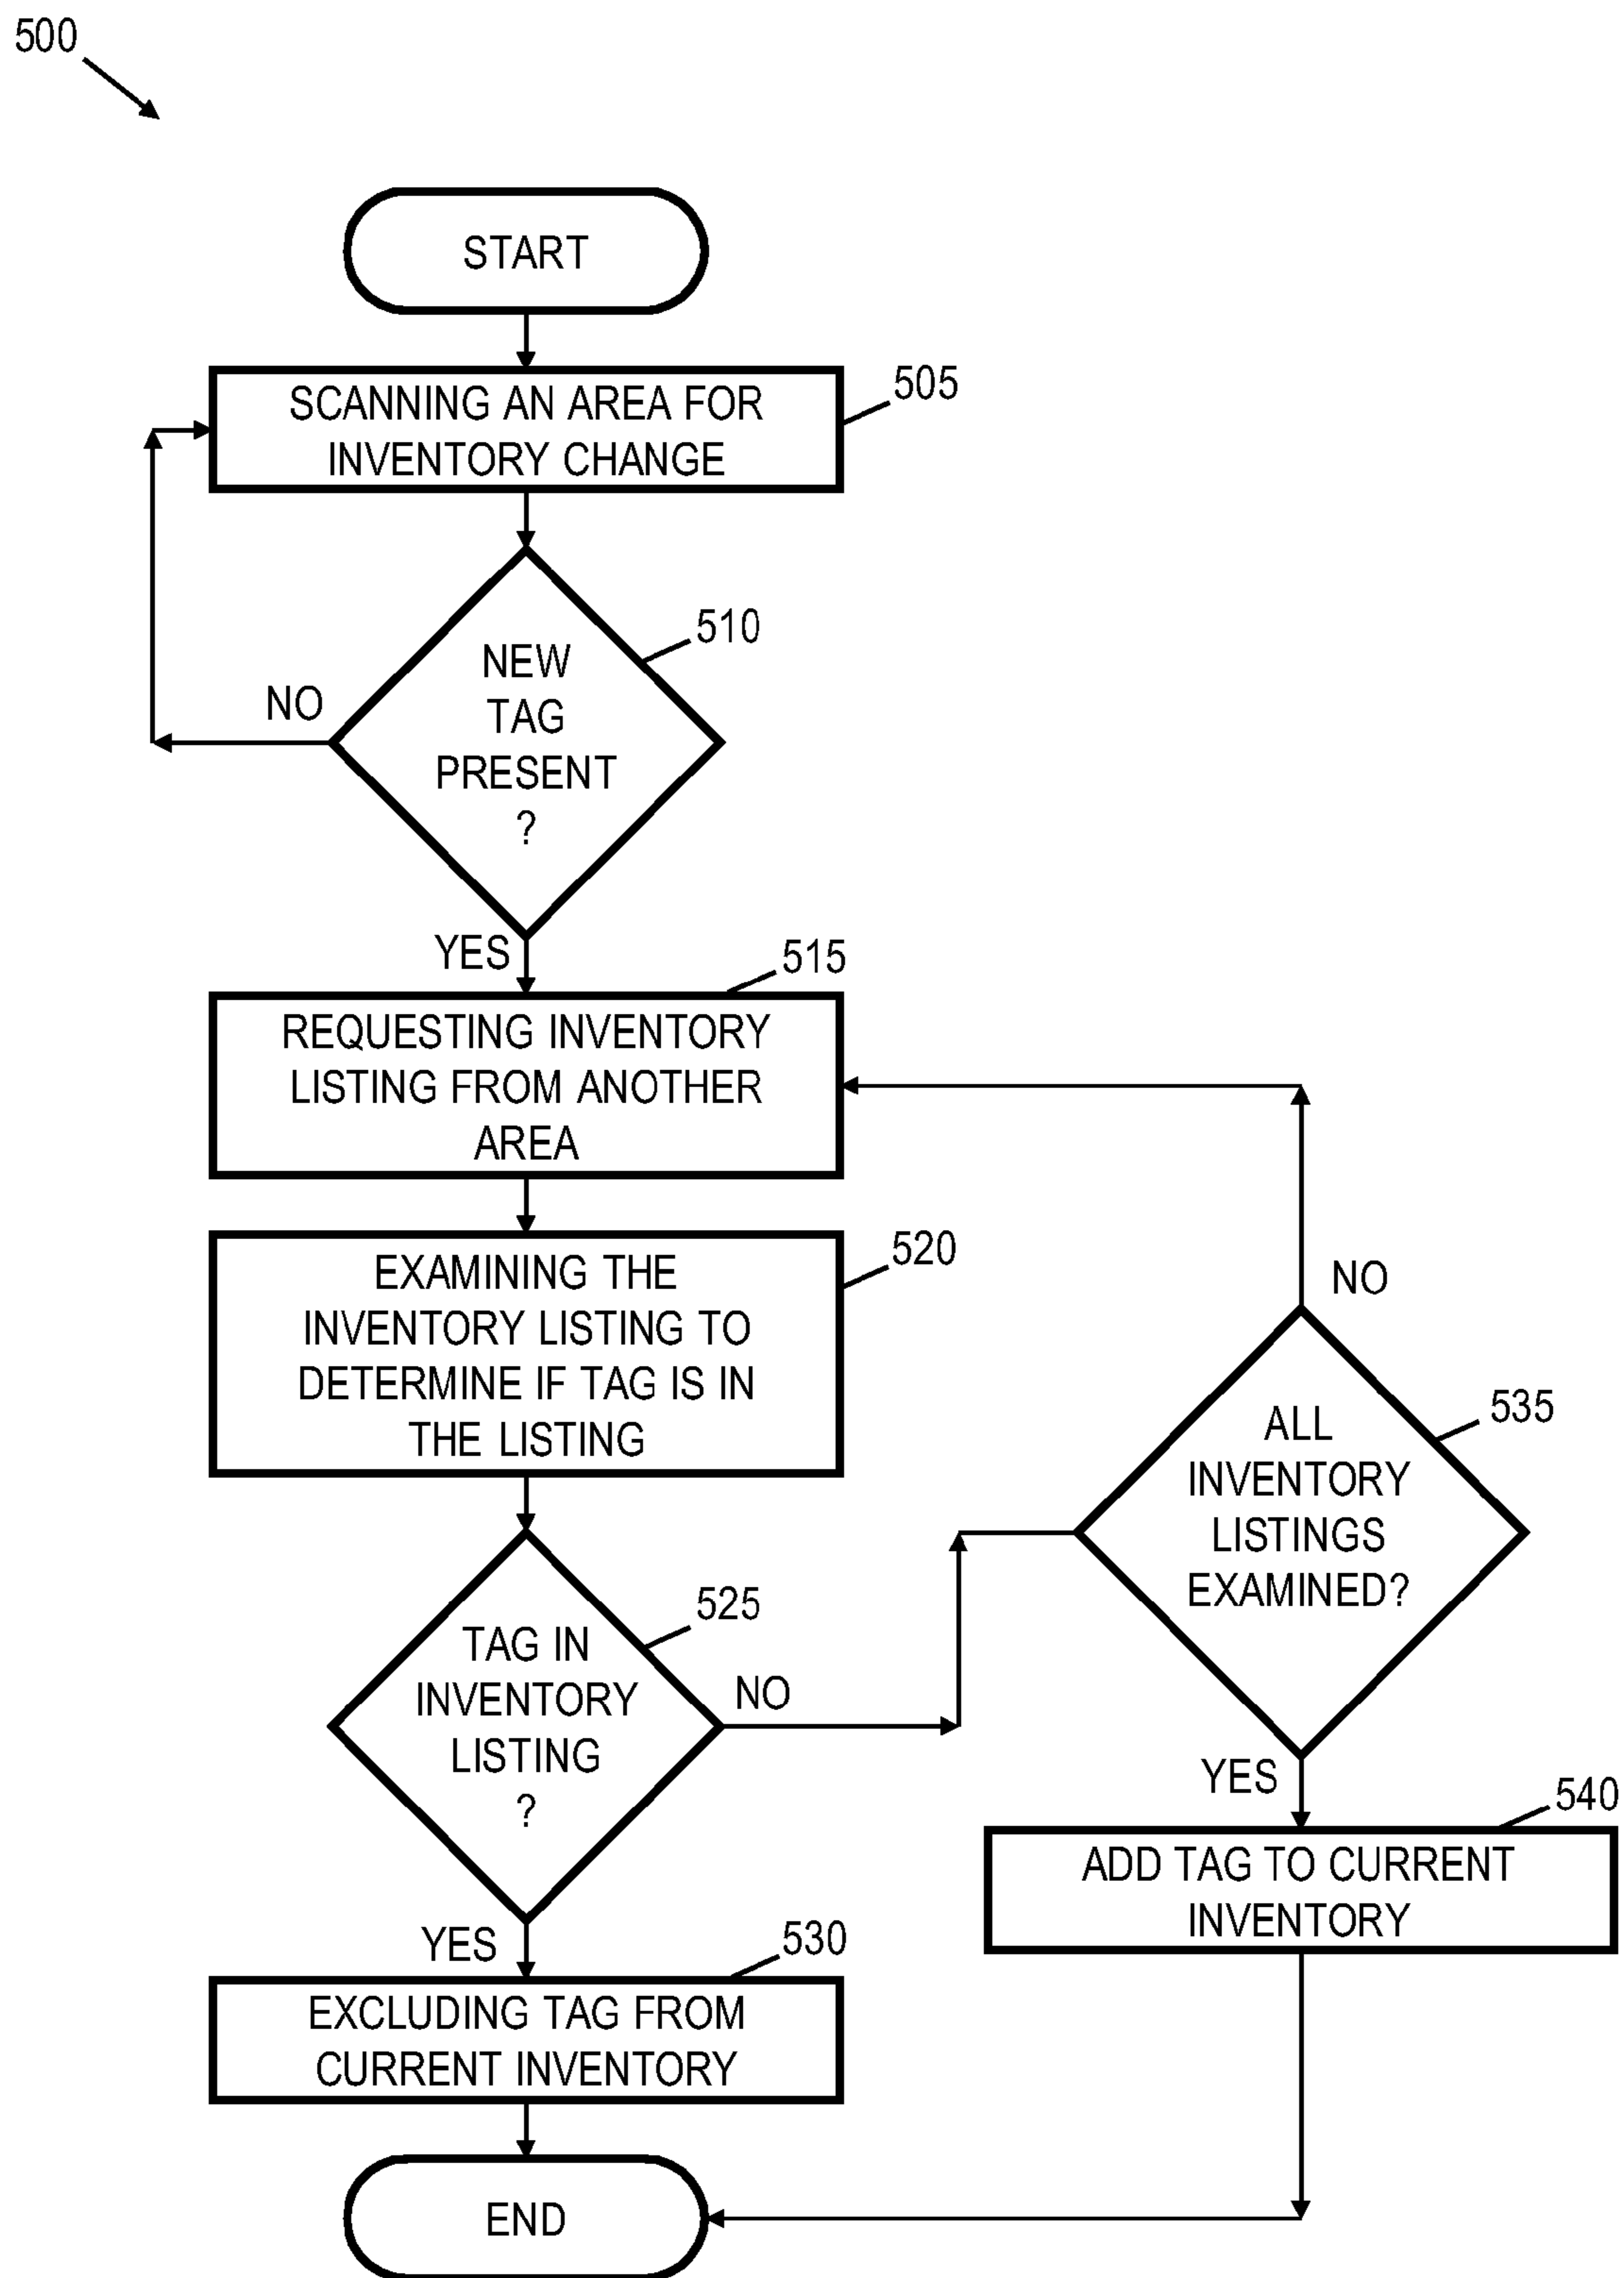 500
START
SCANNING AN AREA FOR
INVENTORY CHANGE
505
NEW
TAG
PRESENT
?
510
NO
YES
515
REQUESTING INVENTORY
LISTING FROM ANOTHER
AREA
EXAMINING THE
INVENTORY LISTING TO
DETERMINE IF TAG IS IN
THE LISTING
520
NO
ALL
INVENTORY
LISTINGS
EXAMINED?
535
TAG IN
INVENTORY
LISTING
?
525
NO
YES
540
ADD TAG TO CURRENT
INVENTORY
YES
530
EXCLUDING TAG FROM
CURRENT INVENTORY
END